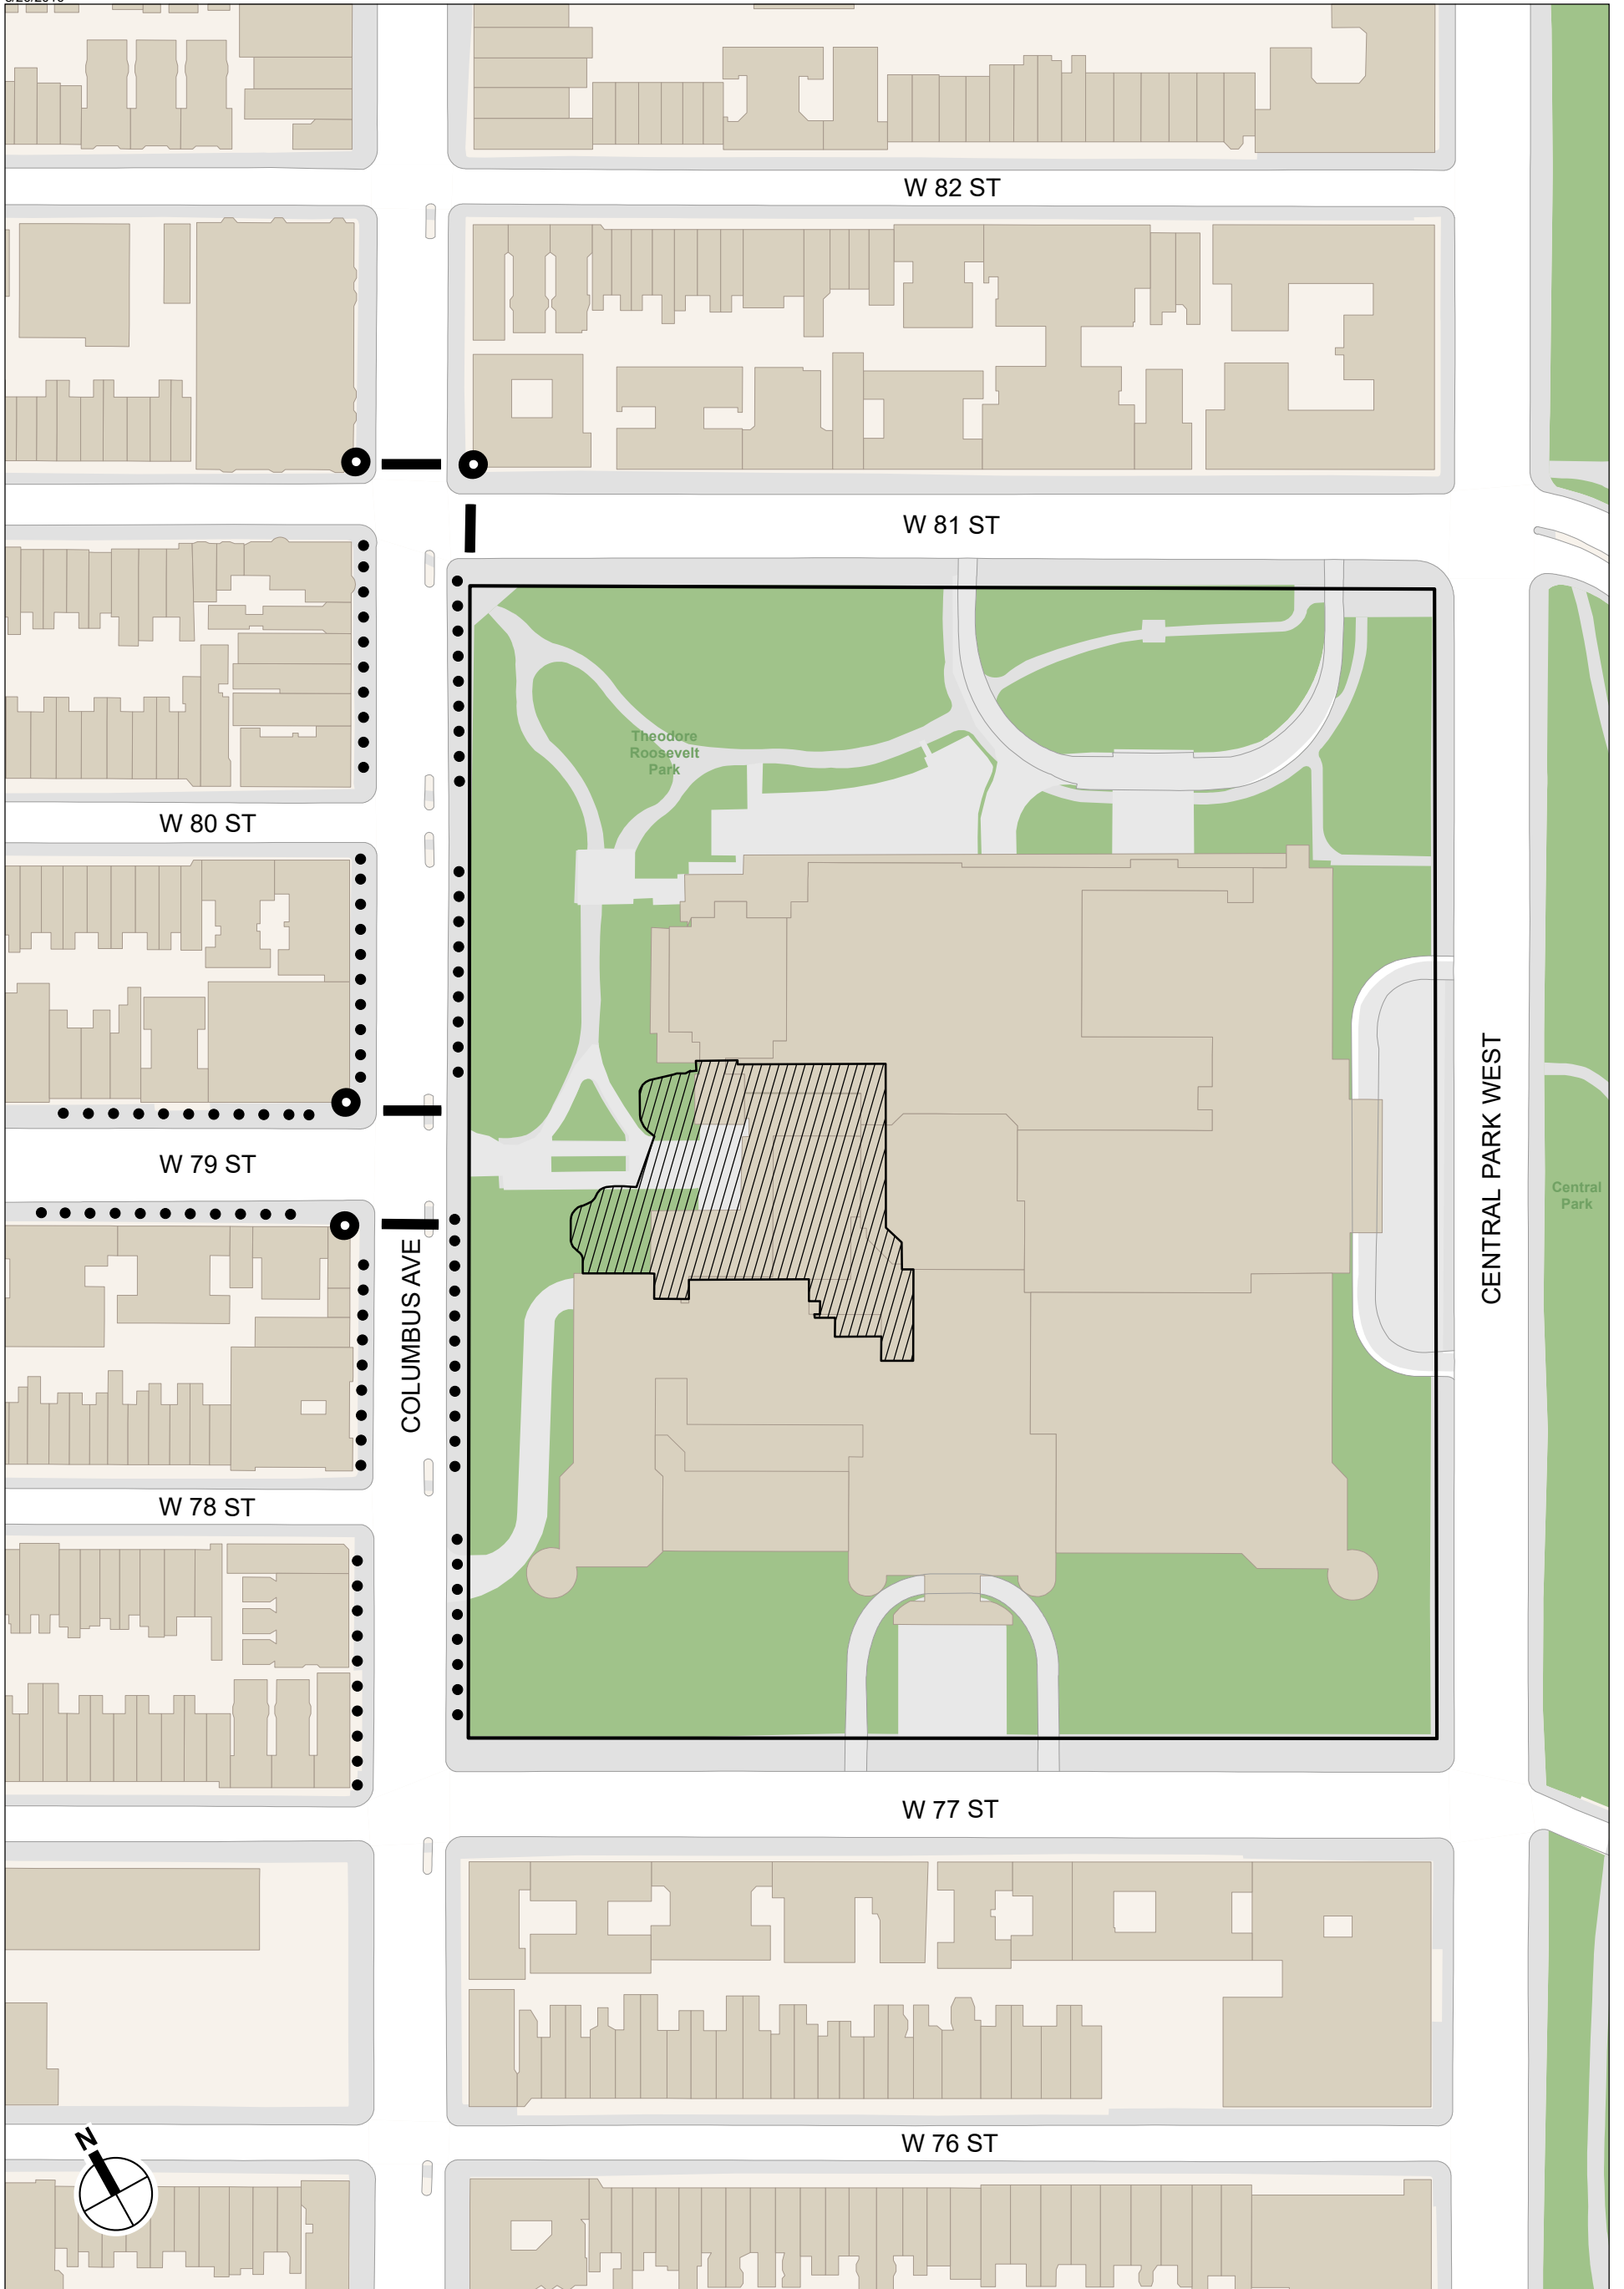 W 82 ST
W 81 ST
Theodore
Roosevelt
Park
W 80 ST
W 79 ST
COLUMBUS AVE
CENTRAL PARK WEST
Central
Park
W 78 ST
W 77 ST
W 76 ST
N